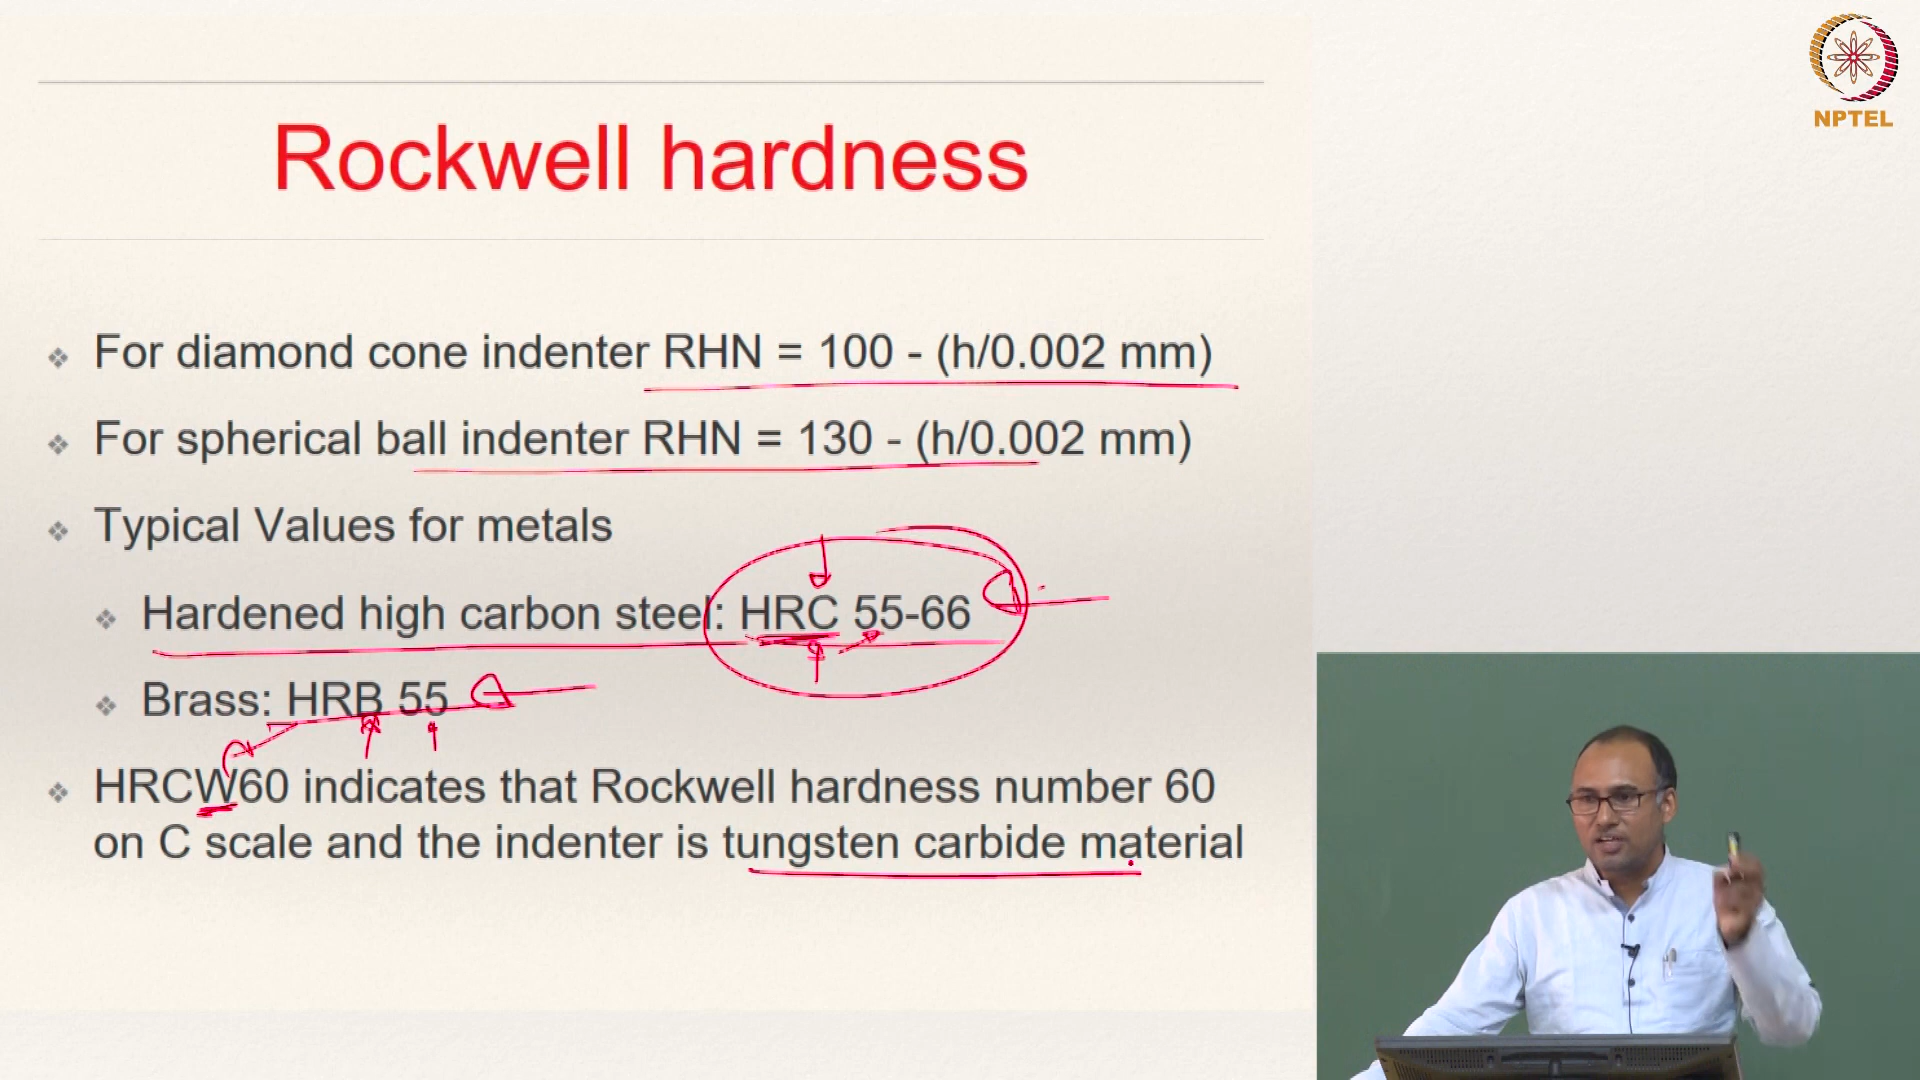 NPTEL
Rockwell hardness
For diamond cone indenter RHN = 100 - (h/0.002 mm)
For spherical ball indenter RHN = 130 - (h/0.002 mm)
Typical Values for metals
Hardened high carbon steel: HRC 55-66
Brass: HRB 55
HRCW60 indicates that Rockwell hardness number 60
on C scale and the indenter is tungsten carbide material